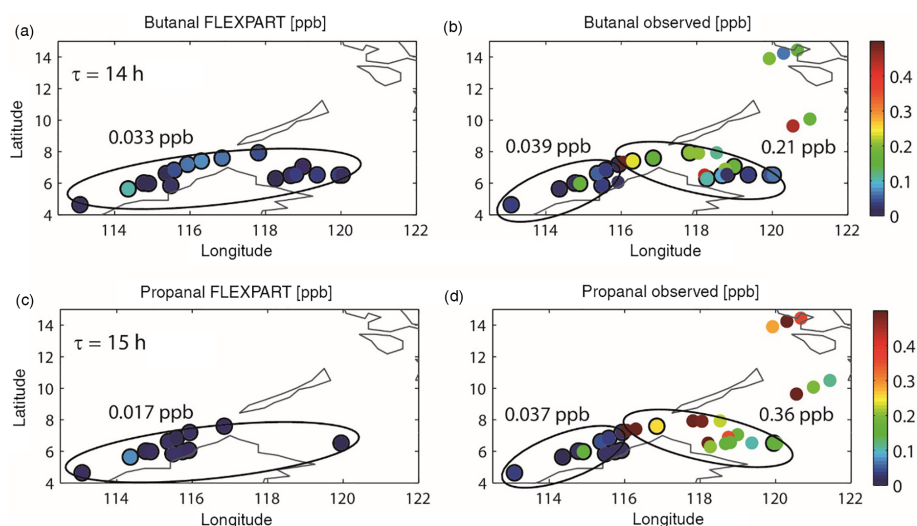 (a) Butanal FLEXPART [ppb]
14
12
10
8
6
4
Latitude
τ = 14 h
0.033 ppb
114 116 118 120 122
Longitude
(b) Butanal observed [ppb]
14
12
10
8
6
4
0.039 ppb
0.21 ppb
114 116 118 120 122
Longitude
0.4
0.3
0.2
0.1
0
(c) Propanal FLEXPART [ppb]
14
12
10
8
6
4
Latitude
τ = 15 h
0.017 ppb
114 116 118 120 122
Longitude
(d) Propanal observed [ppb]
14
12
10
8
6
4
0.037 ppb
0.36 ppb
114 116 118 120 122
Longitude
0.4
0.3
0.2
0.1
0